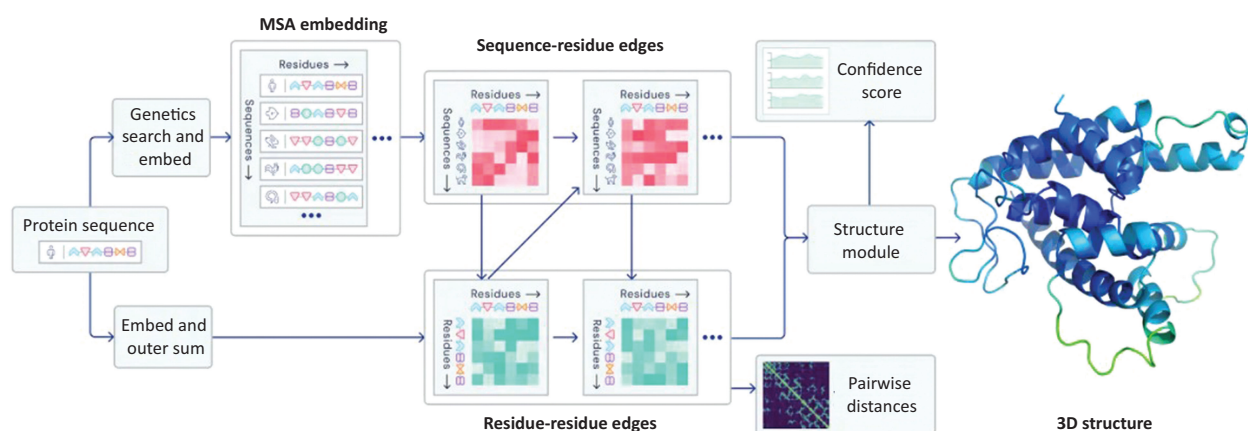 MSA embedding
Residues →
Sequences →
Genetics
search and
embed
Protein sequence
Embed and
outer sum
Sequence-residue edges
Residues →
Sequences →
Residues →
Sequences →
Residues →
Residues →
Residues →
Residues →
Residue-residue edges
Confidence
score
Structure
module
Pairwise
distances
3D structure